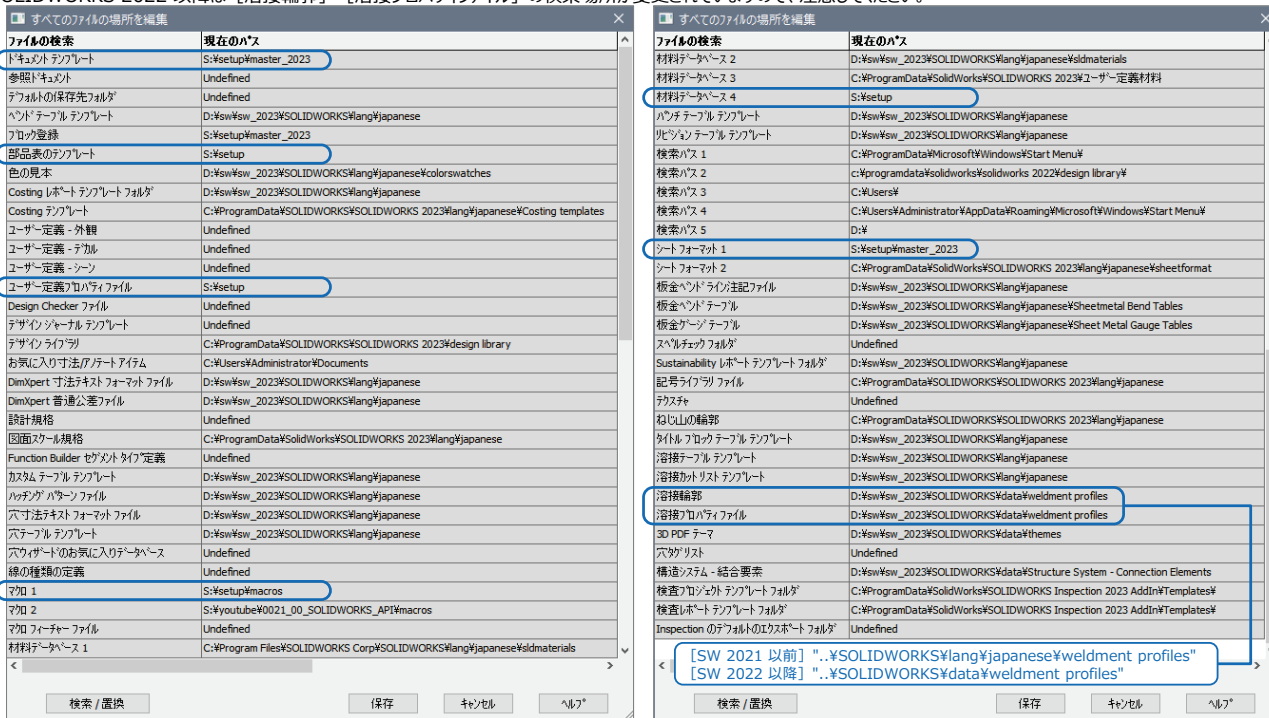 すべてのファイルの場所を編集
ファイルの検索 現在のパス
ドキュメント テンプレート S:¥setup¥master_2023
参照ドキュメント Undefined
デフォルトの保存先フォルダ Undefined
ベンド テーブル テンプレート D:¥sw¥sw_2023¥SOLIDWORKS¥lang¥japanese
ブロック登録 S:¥setup¥master_2023
部品表のテンプレート S:¥setup
色の見本 D:¥sw¥sw_2023¥SOLIDWORKS¥lang¥japanese¥colorswatches
Costing レポート テンプレート フォルダ D:¥sw¥sw_2023¥SOLIDWORKS¥lang¥japanese
Costing テンプレート C:¥ProgramData¥SOLIDWORKS¥SOLIDWORKS 2023¥lang¥japanese¥Costing templates
ユーザー定義 - 外観 Undefined
ユーザー定義 - デカル Undefined
ユーザー定義 - シーン Undefined
ユーザー定義プロパティ ファイル S:¥setup
Design Checker ファイル Undefined
デザイン ジャーナル テンプレート Undefined
デザイン ライブラリ C:¥ProgramData¥SOLIDWORKS¥SOLIDWORKS 2023¥design library
お気に入り寸法/アノテート アイテム C:¥Users¥Administrator¥Documents
DimXpert 寸法テキスト フォーマット ファイル D:¥sw¥sw_2023¥SOLIDWORKS¥lang¥japanese
DimXpert 普通公差ファイル D:¥sw¥sw_2023¥SOLIDWORKS¥lang¥japanese
設計規格 Undefined
図面スケール規格 C:¥ProgramData¥SolidWorks¥SOLIDWORKS 2023¥lang¥japanese
Function Builder セグメント タイプ定義 Undefined
カスタム テーブル テンプレート D:¥sw¥sw_2023¥SOLIDWORKS¥lang¥japanese
ハッチング パターン ファイル D:¥sw¥sw_2023¥SOLIDWORKS¥lang¥japanese
穴寸法テキスト フォーマット ファイル D:¥sw¥sw_2023¥SOLIDWORKS¥lang¥japanese
穴テーブル テンプレート D:¥sw¥sw_2023¥SOLIDWORKS¥lang¥japanese
穴ウィザードのお気に入りデータベース Undefined
線の種類の定義 Undefined
マクロ 1 S:¥setup¥macros
マクロ 2 S:¥youtube¥0021_00_SOLIDWORKS_API¥macros
マクロ フィーチャー ファイル Undefined
材料データベース 1 C:¥Program Files¥SOLIDWORKS Corp¥SOLIDWORKS¥lang¥japanese¥sldmaterials
検索 / 置換 保存 キャンセル ヘルプ
すべてのファイルの場所を編集
ファイルの検索 現在のパス
材料データベース 2 D:¥sw¥sw_2023¥SOLIDWORKS¥lang¥japanese¥sldmaterials
材料データベース 3 C:¥ProgramData¥SolidWorks¥SOLIDWORKS 2023¥ユーザー定義材料
材料データベース 4 S:¥setup
パンチ テーブル テンプレート D:¥sw¥sw_2023¥SOLIDWORKS¥lang¥japanese
リビジョン テーブル テンプレート D:¥sw¥sw_2023¥SOLIDWORKS¥lang¥japanese
検索パス 1 C:¥ProgramData¥Microsoft¥Windows¥Start Menu¥
検索パス 2 c:¥programdata¥solidworks¥solidworks 2022¥design library¥
検索パス 3 C:¥Users¥
検索パス 4 C:¥Users¥Administrator¥AppData¥Roaming¥Microsoft¥Windows¥Start Menu¥
検索パス 5 D:¥
シート フォーマット 1 S:¥setup¥master_2023
シート フォーマット 2 C:¥ProgramData¥SolidWorks¥SOLIDWORKS 2023¥lang¥japanese¥sheetformat
板金ベンド ライン注記ファイル D:¥sw¥sw_2023¥SOLIDWORKS¥lang¥japanese
板金ベンド テーブル D:¥sw¥sw_2023¥SOLIDWORKS¥lang¥japanese¥Sheetmetal Bend Tables
板金ゲージ テーブル D:¥sw¥sw_2023¥SOLIDWORKS¥lang¥japanese¥Sheet Metal Gauge Tables
スペルチェック フォルダ Undefined
Sustainability レポート テンプレート フォルダ D:¥sw¥sw_2023¥SOLIDWORKS¥lang¥japanese
記号ライブラリ ファイル C:¥ProgramData¥SOLIDWORKS¥SOLIDWORKS 2023¥lang¥japanese
テクスチャ Undefined
ねじ山の輪郭 C:¥ProgramData¥SOLIDWORKS¥SOLIDWORKS 2023¥lang¥japanese
タイトル ブロック テーブル テンプレート D:¥sw¥sw_2023¥SOLIDWORKS¥lang¥japanese
溶接テーブル テンプレート D:¥sw¥sw_2023¥SOLIDWORKS¥lang¥japanese
溶接カット リスト テンプレート D:¥sw¥sw_2023¥SOLIDWORKS¥lang¥japanese
溶接輪郭 D:¥sw¥sw_2023¥SOLIDWORKS¥data¥weldment profiles
溶接プロパティ ファイル D:¥sw¥sw_2023¥SOLIDWORKS¥data¥weldment profiles
3D PDF テーマ D:¥sw¥sw_2023¥SOLIDWORKS¥data¥themes
穴タグ リスト Undefined
構造システム - 結合要素 D:¥sw¥sw_2023¥SOLIDWORKS¥data¥Structure System - Connection Elements
検査プロジェクト テンプレート フォルダ C:¥ProgramData¥SolidWorks¥SOLIDWORKS Inspection 2023 AddIn¥Templates¥
検査レポート テンプレート フォルダ C:¥ProgramData¥SolidWorks¥SOLIDWORKS Inspection 2023 AddIn¥Templates¥
Inspection のデフォルトのエクスポート フォルダ Undefined
[SW 2021 以前] "..¥SOLIDWORKS¥lang¥japanese¥weldment profiles"
[SW 2022 以降] "..¥SOLIDWORKS¥data¥weldment profiles"
検索 / 置換 保存 キャンセル ヘルプ